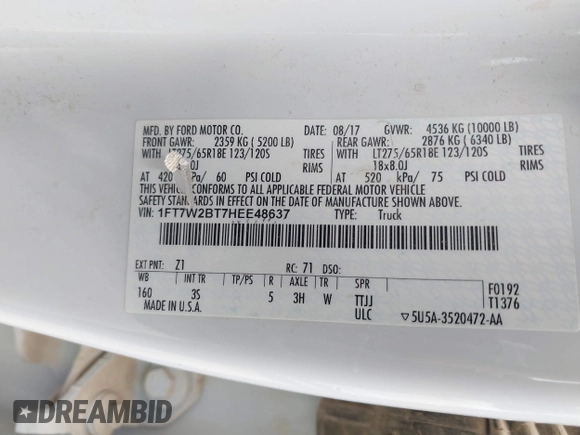 MFD. BY FORD MOTOR CO. 08/17 GVWR: 4536 KG (10000 LB)
FRONT GAWR: 2359 KG ( 5200 LB) REAR GAWR: 2876 KG ( 6340 LB)
WITH LT275/65R18E 123/120S TIRES WITH LT275/65R18E 123/120S TIRES
.0J RIMS 18x8.0J RIMS
AT 420 kPa/ 60 PSI COLD AT 520 kPa/ 75 PSI COLD
THIS VEHICLE CONFORMS TO ALL APPLICABLE FEDERAL MOTOR VEHICLE
SAFETY STANDARDS IN EFFECT ON THE DATE OF MANUFACTURE SHOWN ABOVE.
VIN: 1FT7W2BT7HEE48637 TYPE: Truck
EXT PNT: Z1 RC: 71 DSO:
WB INT TR TP/PS R AXLE TR SPR F0192
160 3S 5 3H W TTJJ T1376
MADE IN U.S.A. ULC ▽5U5A-3520472-AA
DREAMBID